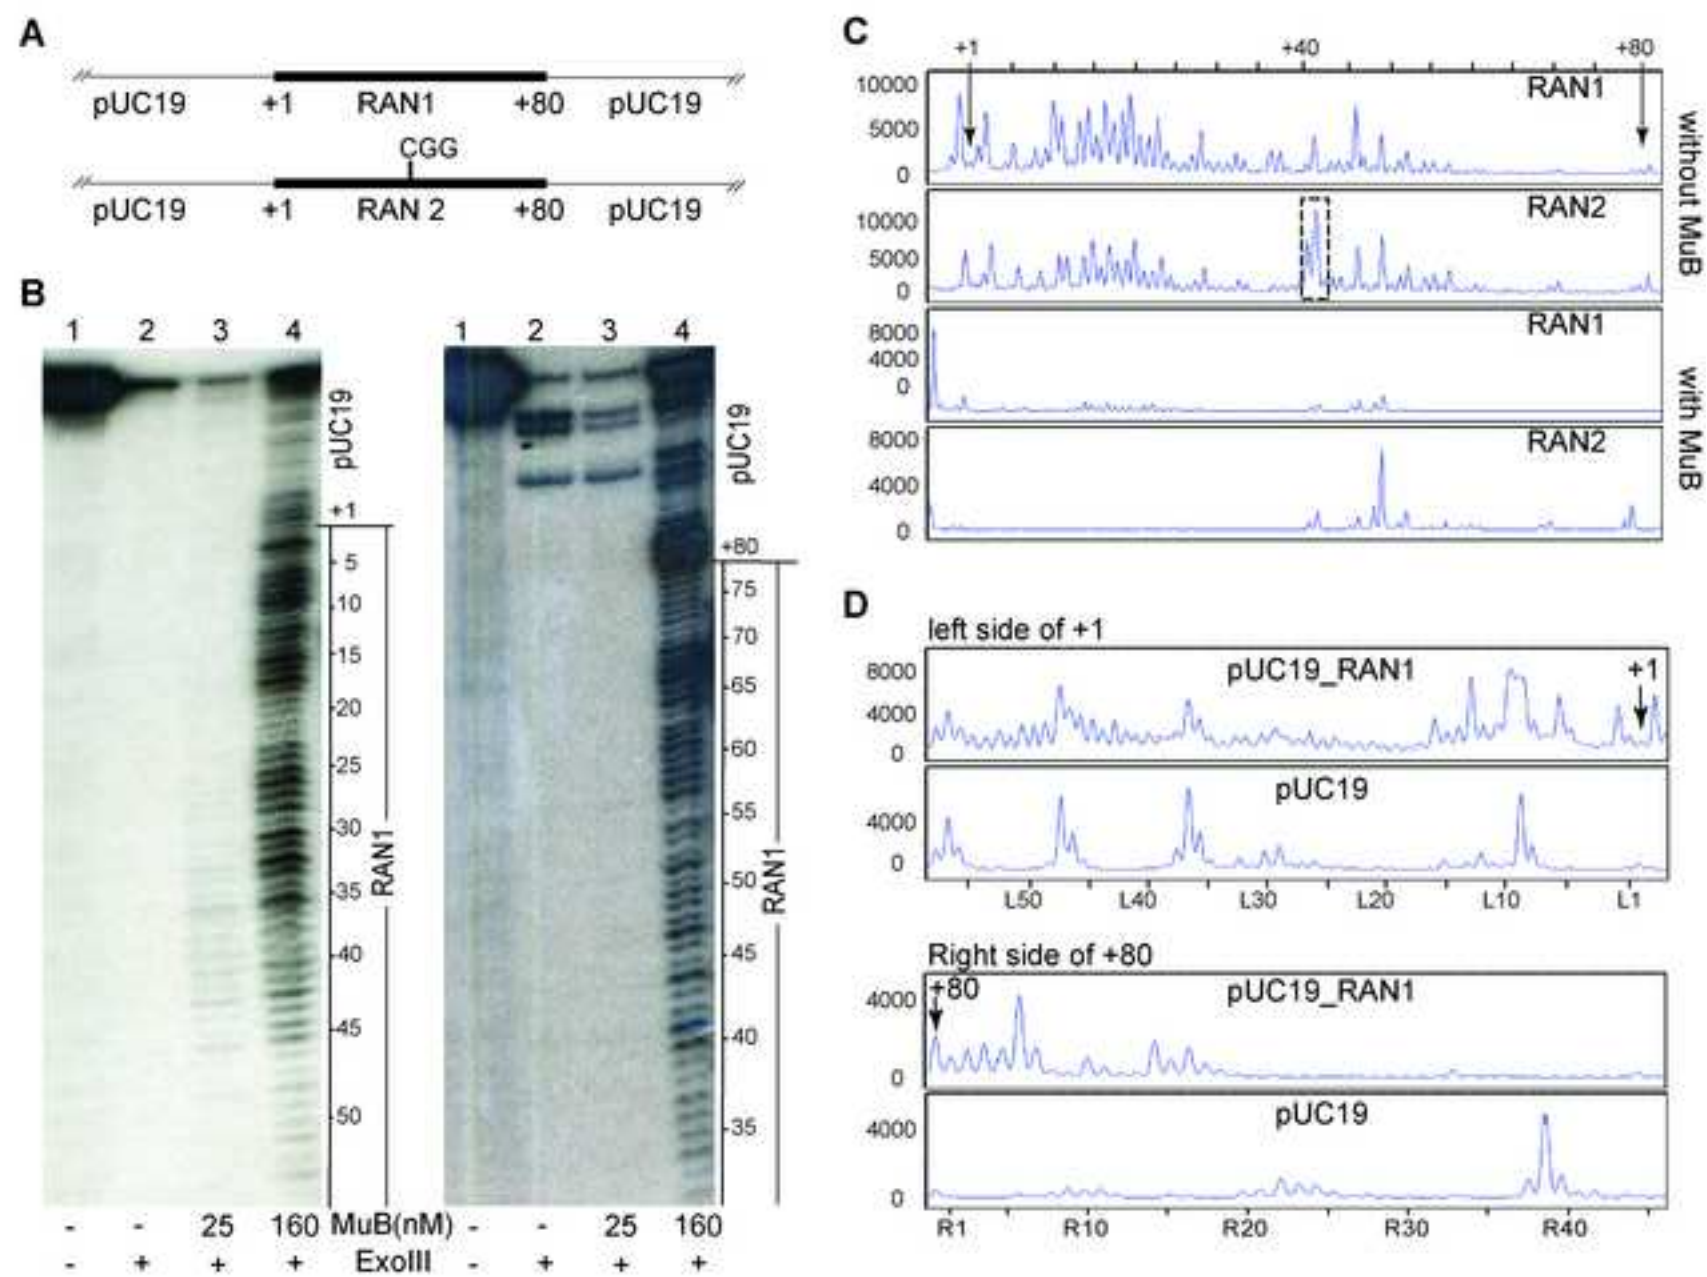 A
pUC19 +1 RAN1 +80 pUC19
CGG
pUC19 +1 RAN 2 +80 pUC19
B
1 2 3 4
pUC19
+1
5
10
15
20
25
30
35
40
45
50
RAN1
1 2 3 4
pUC19
+80
75
70
65
60
55
50
45
40
35
RAN1
- - 25 160 MuB(nM) - - 25 160
- + + + ExoIII - + + +
C
+1 +40 +80
10000
5000
0
RAN1
10000
5000
0
RAN2
without MuB
8000
4000
0
RAN1
8000
4000
0
RAN2
with MuB
D
left side of +1
8000
4000
0
pUC19_RAN1
+1
4000
0
pUC19
L50 L40 L30 L20 L10 L1
Right side of +80
4000
0
+80
pUC19_RAN1
4000
0
pUC19
R1 R10 R20 R30 R40